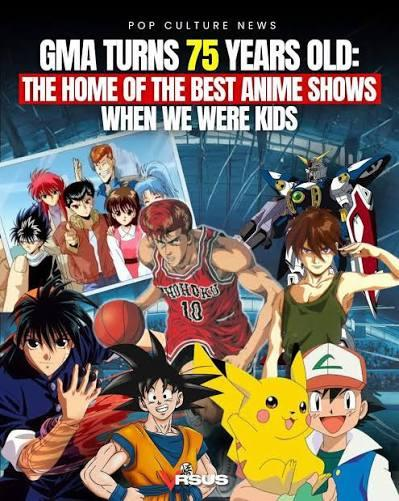 POP CULTURE NEWS
GMA TURNS 75 YEARS OLD:
THE HOME OF THE BEST ANIME SHOWS
WHEN WE WERE KIDS
SHOHOKU
10
VRSUS